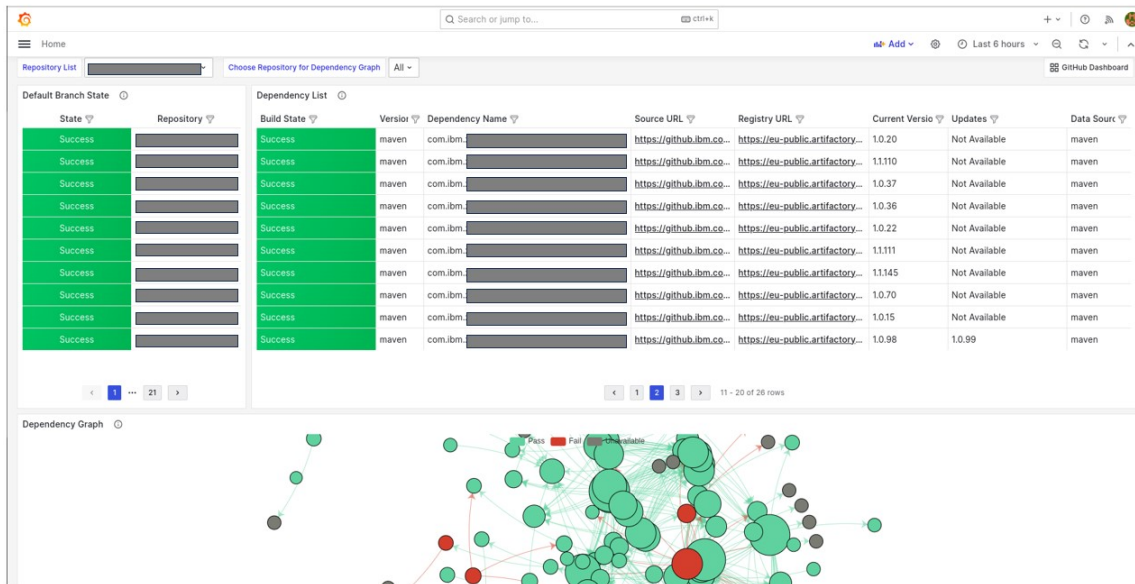 Search or jump to...
ctrl+k
Home
Add
Last 6 hours
Repository List
Choose Repository for Dependency Graph
All
GitHub Dashboard
Default Branch State
Dependency List
State Repository
Build State Version Dependency Name Source URL Registry URL Current Versio Updates Data Sourc
Success
Success maven com.ibm. https://github.ibm.co... https://eu-public.artifactory... 1.0.20 Not Available maven
Success
Success maven com.ibm. https://github.ibm.co... https://eu-public.artifactory... 1.1.110 Not Available maven
Success
Success maven com.ibm. https://github.ibm.co... https://eu-public.artifactory... 1.0.37 Not Available maven
Success
Success maven com.ibm. https://github.ibm.co... https://eu-public.artifactory... 1.0.36 Not Available maven
Success
Success maven com.ibm. https://github.ibm.co... https://eu-public.artifactory... 1.0.22 Not Available maven
Success
Success maven com.ibm. https://github.ibm.co... https://eu-public.artifactory... 1.1.111 Not Available maven
Success
Success maven com.ibm. https://github.ibm.co... https://eu-public.artifactory... 1.1.145 Not Available maven
Success
Success maven com.ibm. https://github.ibm.co... https://eu-public.artifactory... 1.0.70 Not Available maven
Success
Success maven com.ibm. https://github.ibm.co... https://eu-public.artifactory... 1.0.15 Not Available maven
Success
Success maven com.ibm. https://github.ibm.co... https://eu-public.artifactory... 1.0.98 1.0.99 maven
1 ... 21
1 2 3 11 - 20 of 26 rows
Dependency Graph
Pass Fail Unavailable